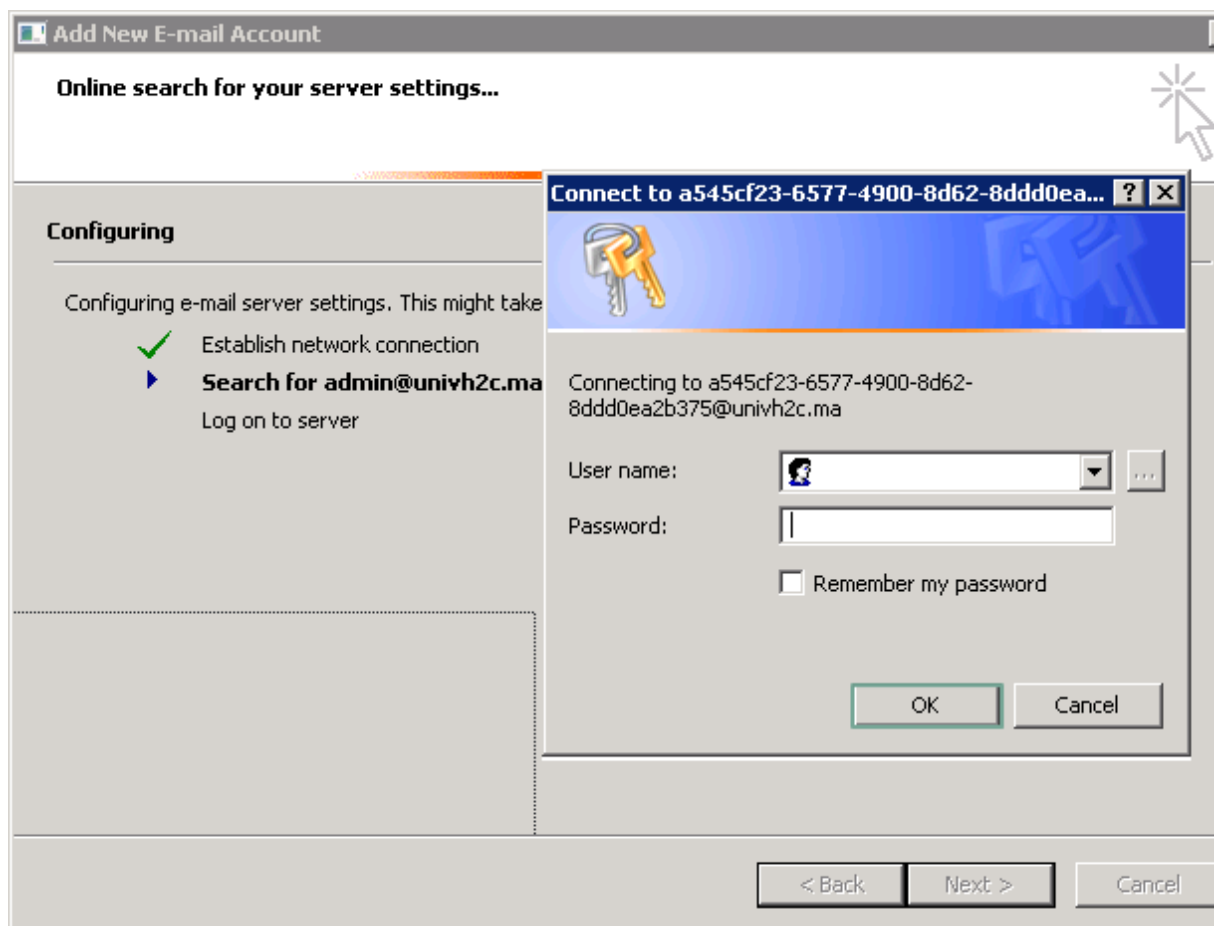 Add New E-mail Account
Online search for your server settings...
Connect to a545cf23-6577-4900-8d62-8ddd0ea...
Configuring
Configuring e-mail server settings. This might take
Establish network connection
Search for admin@univh2c.ma
Log on to server
Connecting to a545cf23-6577-4900-8d62-
8ddd0ea2b375@univh2c.ma
User name:
...
Password:
Remember my password
OK Cancel
< Back Next > Cancel